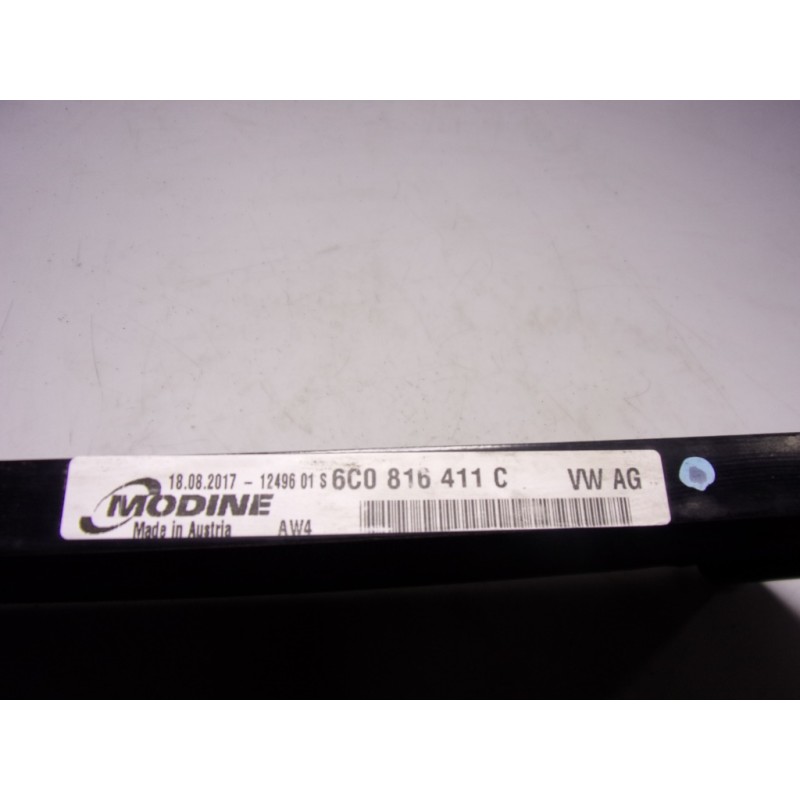 18.08.2017 - 12496 01 S 6C0 816 411 C VW AG
MODINE
Made in Austria AW4